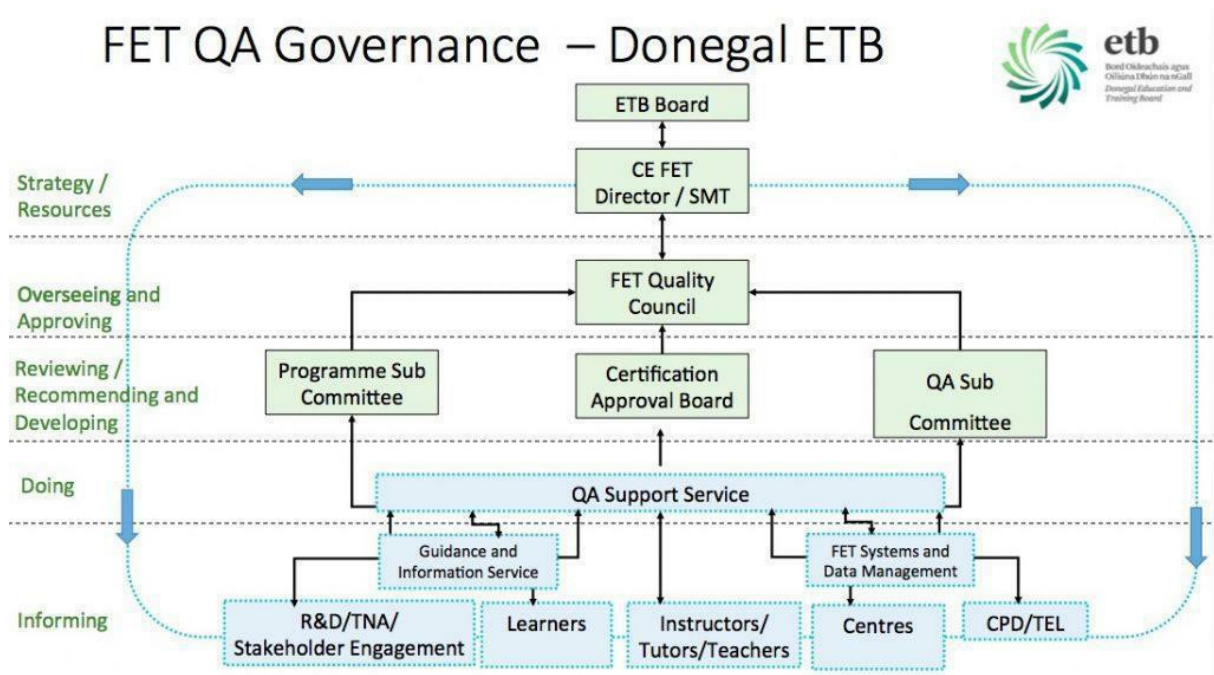 FET QA Governance – Donegal ETB
etb
Bord Oideachais agus
Oiliúna Dhún na nGall
Donegal Education and
Training Board
ETB Board
Strategy /
Resources
CE FET
Director / SMT
Overseeing and
Approving
FET Quality
Council
Reviewing /
Recommending and
Developing
Programme Sub
Committee
Certification
Approval Board
QA Sub
Committee
Doing
QA Support Service
Guidance and
Information Service
FET Systems and
Data Management
Informing
R&D/TNA/
Stakeholder Engagement
Learners
Instructors/
Tutors/Teachers
Centres
CPD/TEL